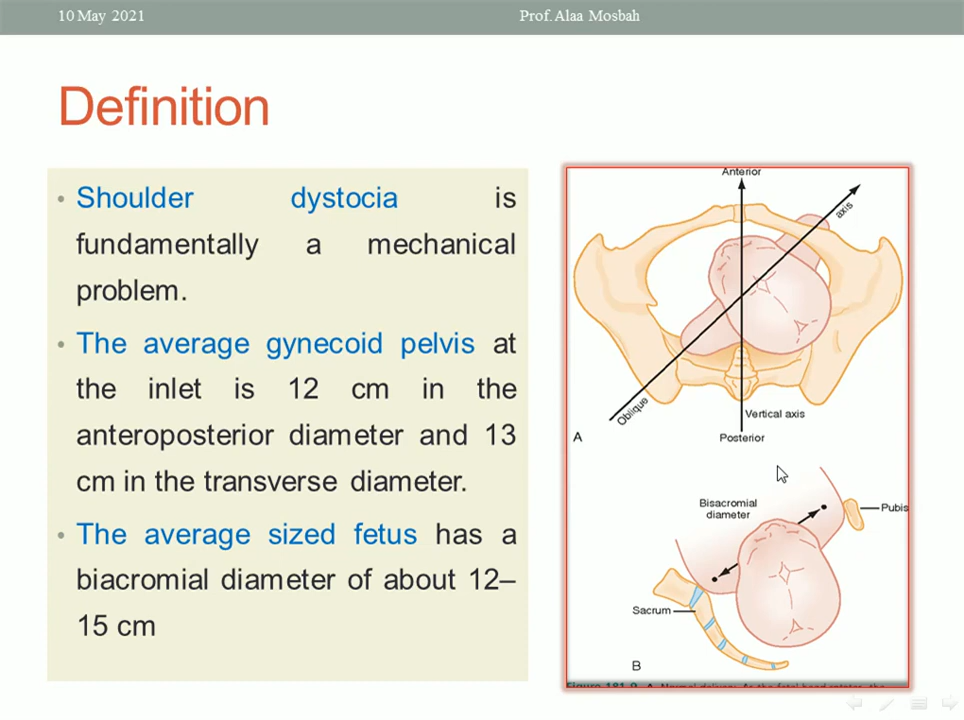 10 May 2021
Prof. Alaa Mosbah
Definition
• Shoulder dystocia is
fundamentally a mechanical
problem.
• The average gynecoid pelvis at
the inlet is 12 cm in the
anteroposterior diameter and 13
cm in the transverse diameter.
• The average sized fetus has a
biacromial diameter of about 12–
15 cm
Anterior
axis
Oblique
Vertical axis
A
Posterior
Bisacromial
diameter
Pubis
Sacrum
B